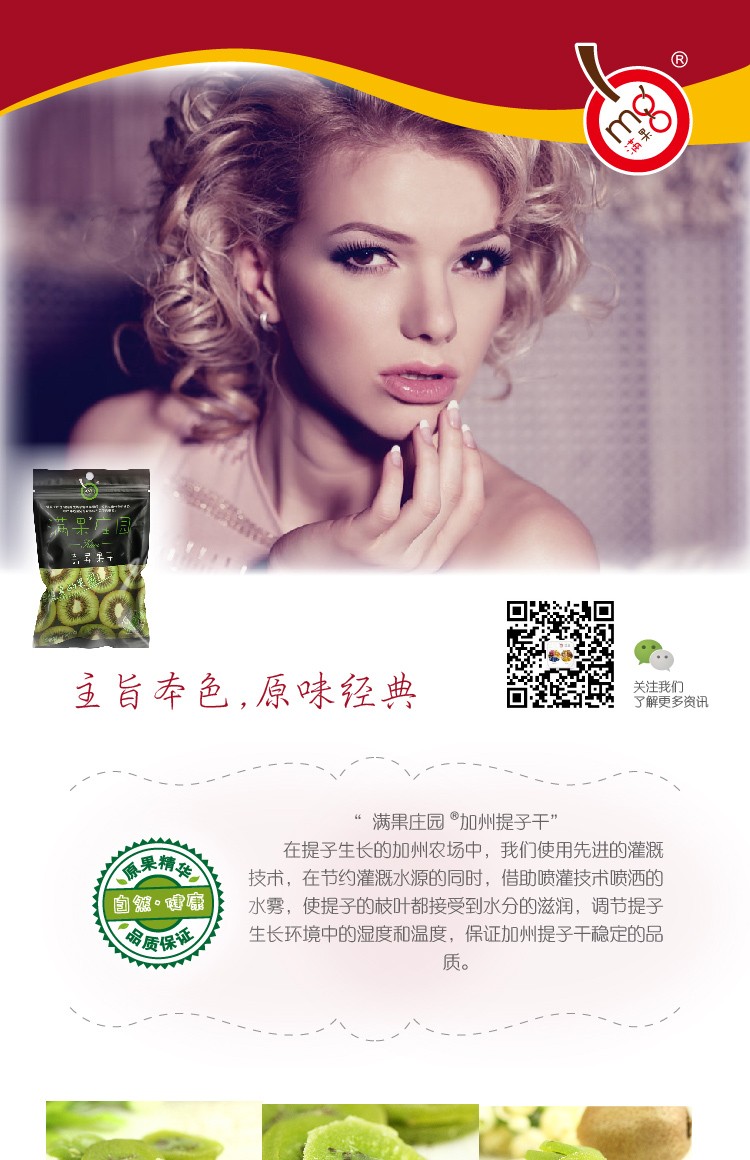 ®
moo
满果庄园
奇异果干
主旨本色,原味经典
关注我们
了解更多资讯
“ 满果庄园 ®加州提子干”
在提子生长的加州农场中，我们使用先进的灌溉
技术，在节约灌溉水源的同时，借助喷灌技术喷洒的
水雾，使提子的枝叶都接受到水分的滋润，调节提子
生长环境中的湿度和温度，保证加州提子干稳定的品
质。
原果精华
自然·健康
品质保证